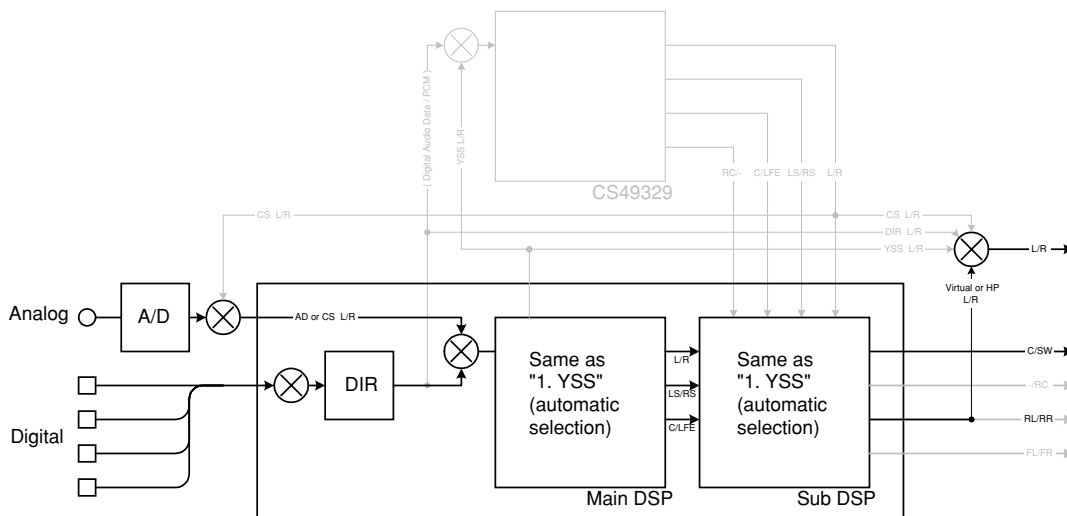 ( Digital Audio Data / PCM )
YSS L/R
RC/-
C/LFE
LS/RS
L/R
CS49329
CS L/R
CS L/R
DIR L/R
YSS L/R
L/R
Virtual or HP
L/R
Analog
A/D
AD or CS L/R
Digital
DIR
Same as
"1. YSS"
(automatic
selection)
Main DSP
L/R
LS/RS
C/LFE
Same as
"1. YSS"
(automatic
selection)
Sub DSP
C/SW
-/RC
RL/RR
FL/FR